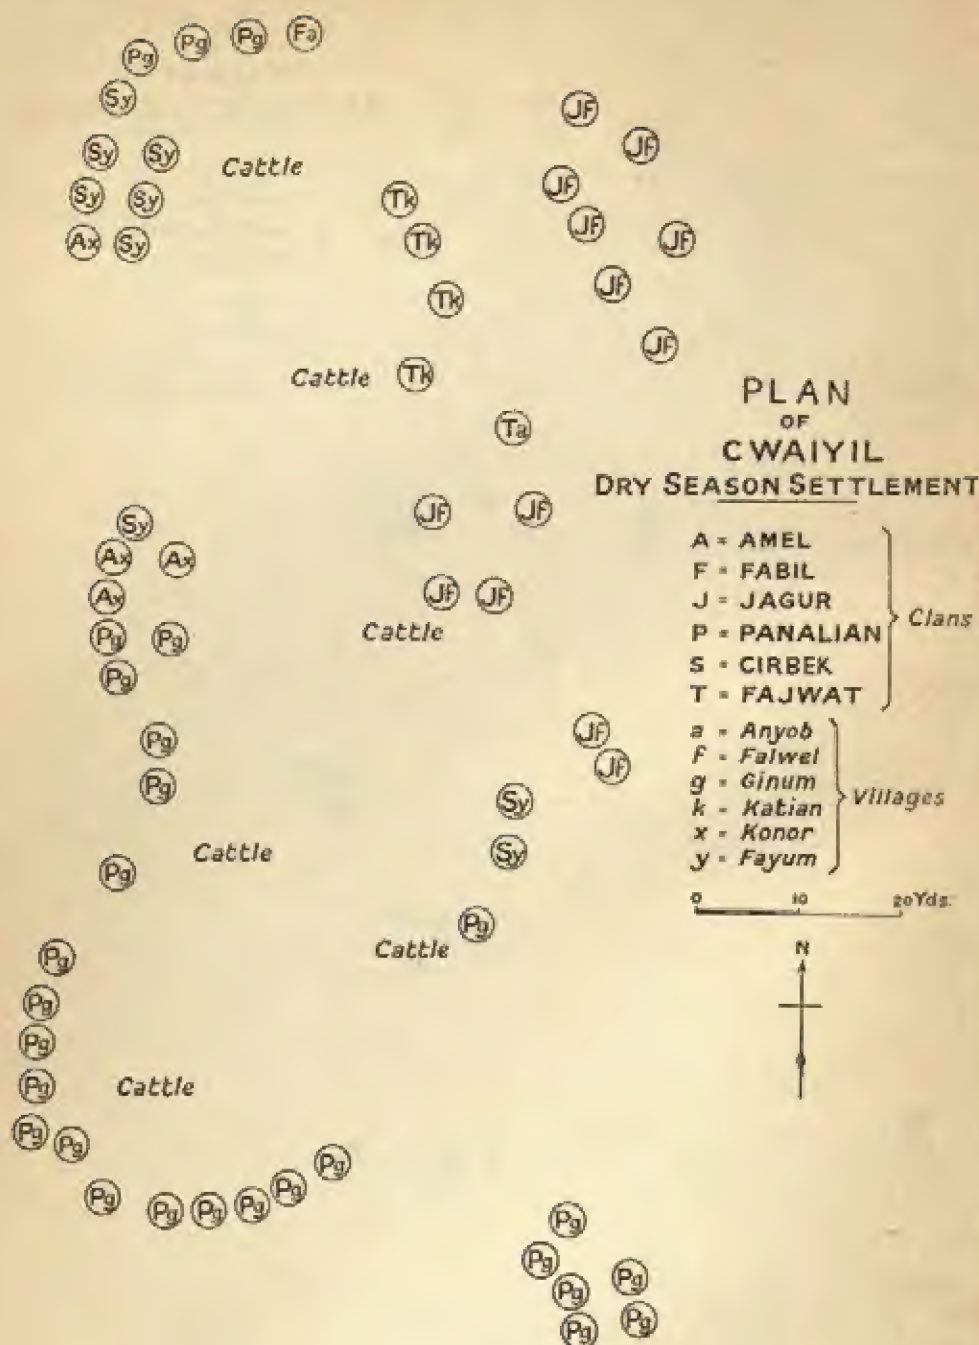 Pg Pg Pg Fa
Sy
Sy Sy
Sy Sy
Ax Sy
Cattle
Tk
Tk
Tk
Cattle Tk
Ta
JF
JF
JF
JF
JF
JF
JF
JF JF
JF JF
Cattle
Sy
Ax Ax
Ax
Pg Pg
Pg
Pg
Pg
Cattle
Pg
JF
JF
Sy
Sy
Pg
Cattle
Pg
Pg
Pg
Pg
Cattle
Pg Pg
Pg Pg Pg Pg Pg Pg
Pg
Pg
Pg Pg
Pg Pg
PLAN
OF
CWAIYIL
DRY SEASON SETTLEMENT
A = AMEL
F = FABIL
J = JAGUR
P = PANALIAN
S = CIRBEK
T = FAJWAT
Clans
a = Anyob
f = Falwel
g = Ginum
k = Katian
x = Konor
y = Fayum
Villages
0 10 20 Yds.
N